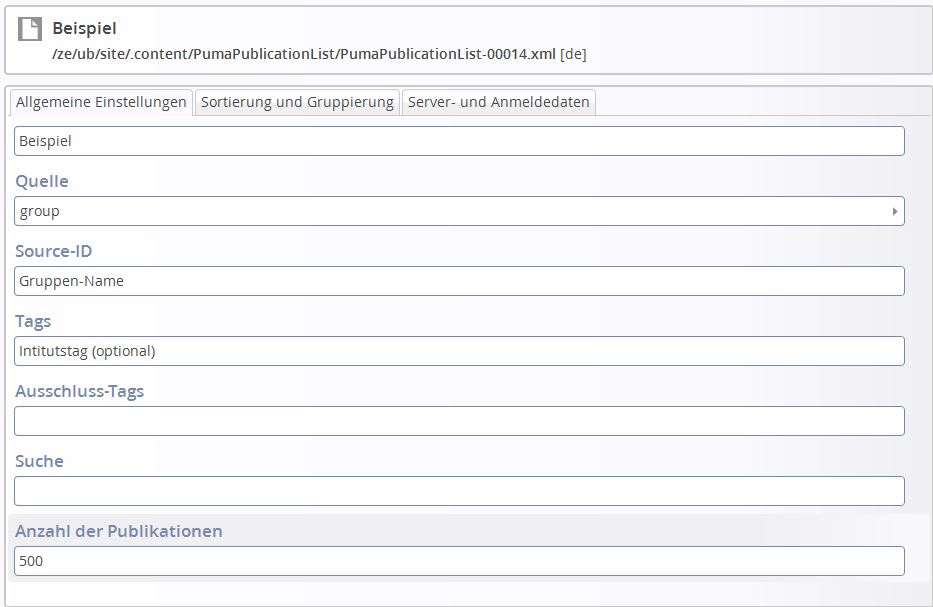 Beispiel
/ze/ub/site/.content/PumaPublicationList/PumaPublicationList-00014.xml [de]
Allgemeine Einstellungen Sortierung und Gruppierung Server- und Anmeldedaten
Beispiel
Quelle
group
Source-ID
Gruppen-Name
Tags
Intitutstag (optional)
Ausschluss-Tags
Suche
Anzahl der Publikationen
500